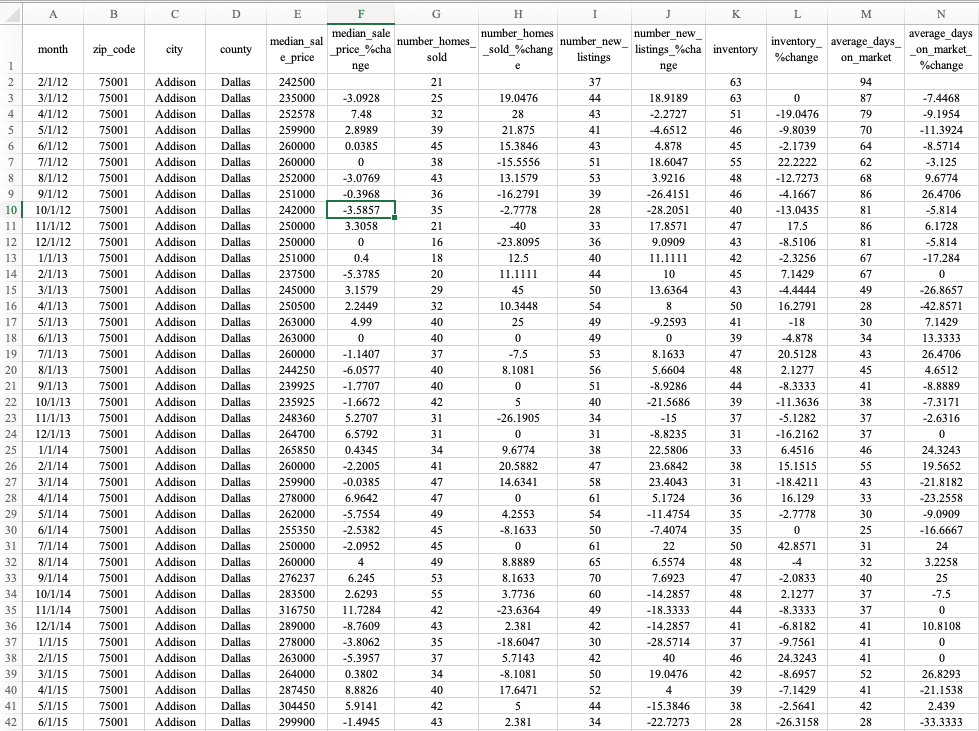 A B C D E F G H I J K L M N
1 month zip_code city county median_sale_price median_sale_price_%change number_homes_sold number_homes_sold_%change number_new_listings number_new_listings_%change inventory inventory_%change average_days_on_market average_days_on_market_%change
2 2/1/12 75001 Addison Dallas 242500 21 37 63 94
3 3/1/12 75001 Addison Dallas 235000 -3.0928 25 19.0476 44 18.9189 63 0 87 -7.4468
4 4/1/12 75001 Addison Dallas 252578 7.48 32 28 43 -2.2727 51 -19.0476 79 -9.1954
5 5/1/12 75001 Addison Dallas 259900 2.8989 39 21.875 41 -4.6512 46 -9.8039 70 -11.3924
6 6/1/12 75001 Addison Dallas 260000 0.0385 45 15.3846 43 4.878 45 -2.1739 64 -8.5714
7 7/1/12 75001 Addison Dallas 260000 0 38 -15.5556 51 18.6047 55 22.2222 62 -3.125
8 8/1/12 75001 Addison Dallas 252000 -3.0769 43 13.1579 53 3.9216 48 -12.7273 68 9.6774
9 9/1/12 75001 Addison Dallas 251000 -0.3968 36 -16.2791 39 -26.4151 46 -4.1667 86 26.4706
10 10/1/12 75001 Addison Dallas 242000 -3.5857 35 -2.7778 28 -28.2051 40 -13.0435 81 -5.814
11 11/1/12 75001 Addison Dallas 250000 3.3058 21 -40 33 17.8571 47 17.5 86 6.1728
12 12/1/12 75001 Addison Dallas 250000 0 16 -23.8095 36 9.0909 43 -8.5106 81 -5.814
13 1/1/13 75001 Addison Dallas 251000 0.4 18 12.5 40 11.1111 42 -2.3256 67 -17.284
14 2/1/13 75001 Addison Dallas 237500 -5.3785 20 11.1111 44 10 45 7.1429 67 0
15 3/1/13 75001 Addison Dallas 245000 3.1579 29 45 50 13.6364 43 -4.4444 49 -26.8657
16 4/1/13 75001 Addison Dallas 250500 2.2449 32 10.3448 54 8 50 16.2791 28 -42.8571
17 5/1/13 75001 Addison Dallas 263000 4.99 40 25 49 -9.2593 41 -18 30 7.1429
18 6/1/13 75001 Addison Dallas 263000 0 40 0 49 0 39 -4.878 34 13.3333
19 7/1/13 75001 Addison Dallas 260000 -1.1407 37 -7.5 53 8.1633 47 20.5128 43 26.4706
20 8/1/13 75001 Addison Dallas 244250 -6.0577 40 8.1081 56 5.6604 48 2.1277 45 4.6512
21 9/1/13 75001 Addison Dallas 239925 -1.7707 40 0 51 -8.9286 44 -8.3333 41 -8.8889
22 10/1/13 75001 Addison Dallas 235925 -1.6672 42 5 40 -21.5686 39 -11.3636 38 -7.3171
23 11/1/13 75001 Addison Dallas 248360 5.2707 31 -26.1905 34 -15 37 -5.1282 37 -2.6316
24 12/1/13 75001 Addison Dallas 264700 6.5792 31 0 31 -8.8235 31 -16.2162 37 0
25 1/1/14 75001 Addison Dallas 265850 0.4345 34 9.6774 38 22.5806 33 6.4516 46 24.3243
26 2/1/14 75001 Addison Dallas 260000 -2.2005 41 20.5882 47 23.6842 38 15.1515 55 19.5652
27 3/1/14 75001 Addison Dallas 259900 -0.0385 47 14.6341 58 23.4043 31 -18.4211 43 -21.8182
28 4/1/14 75001 Addison Dallas 278000 6.9642 47 0 61 5.1724 36 16.129 33 -23.2558
29 5/1/14 75001 Addison Dallas 262000 -5.7554 49 4.2553 54 -11.4754 35 -2.7778 30 -9.0909
30 6/1/14 75001 Addison Dallas 255350 -2.5382 45 -8.1633 50 -7.4074 35 0 25 -16.6667
31 7/1/14 75001 Addison Dallas 250000 -2.0952 45 0 61 22 50 42.8571 31 24
32 8/1/14 75001 Addison Dallas 260000 4 49 8.8889 65 6.5574 48 -4 32 3.2258
33 9/1/14 75001 Addison Dallas 276237 6.245 53 8.1633 70 7.6923 47 -2.0833 40 25
34 10/1/14 75001 Addison Dallas 283500 2.6293 55 3.7736 60 -14.2857 48 2.1277 37 -7.5
35 11/1/14 75001 Addison Dallas 316750 11.7284 42 -23.6364 49 -18.3333 44 -8.3333 37 0
36 12/1/14 75001 Addison Dallas 289000 -8.7609 43 2.381 42 -14.2857 41 -6.8182 41 10.8108
37 1/1/15 75001 Addison Dallas 278000 -3.8062 35 -18.6047 30 -28.5714 37 -9.7561 41 0
38 2/1/15 75001 Addison Dallas 263000 -5.3957 37 5.7143 42 40 46 24.3243 41 0
39 3/1/15 75001 Addison Dallas 264000 0.3802 34 -8.1081 50 19.0476 42 -8.6957 52 26.8293
40 4/1/15 75001 Addison Dallas 287450 8.8826 40 17.6471 52 4 39 -7.1429 41 -21.1538
41 5/1/15 75001 Addison Dallas 304450 5.9141 42 5 44 -15.3846 38 -2.5641 42 2.439
42 6/1/15 75001 Addison Dallas 299900 -1.4945 43 2.381 34 -22.7273 28 -26.3158 28 -33.3333